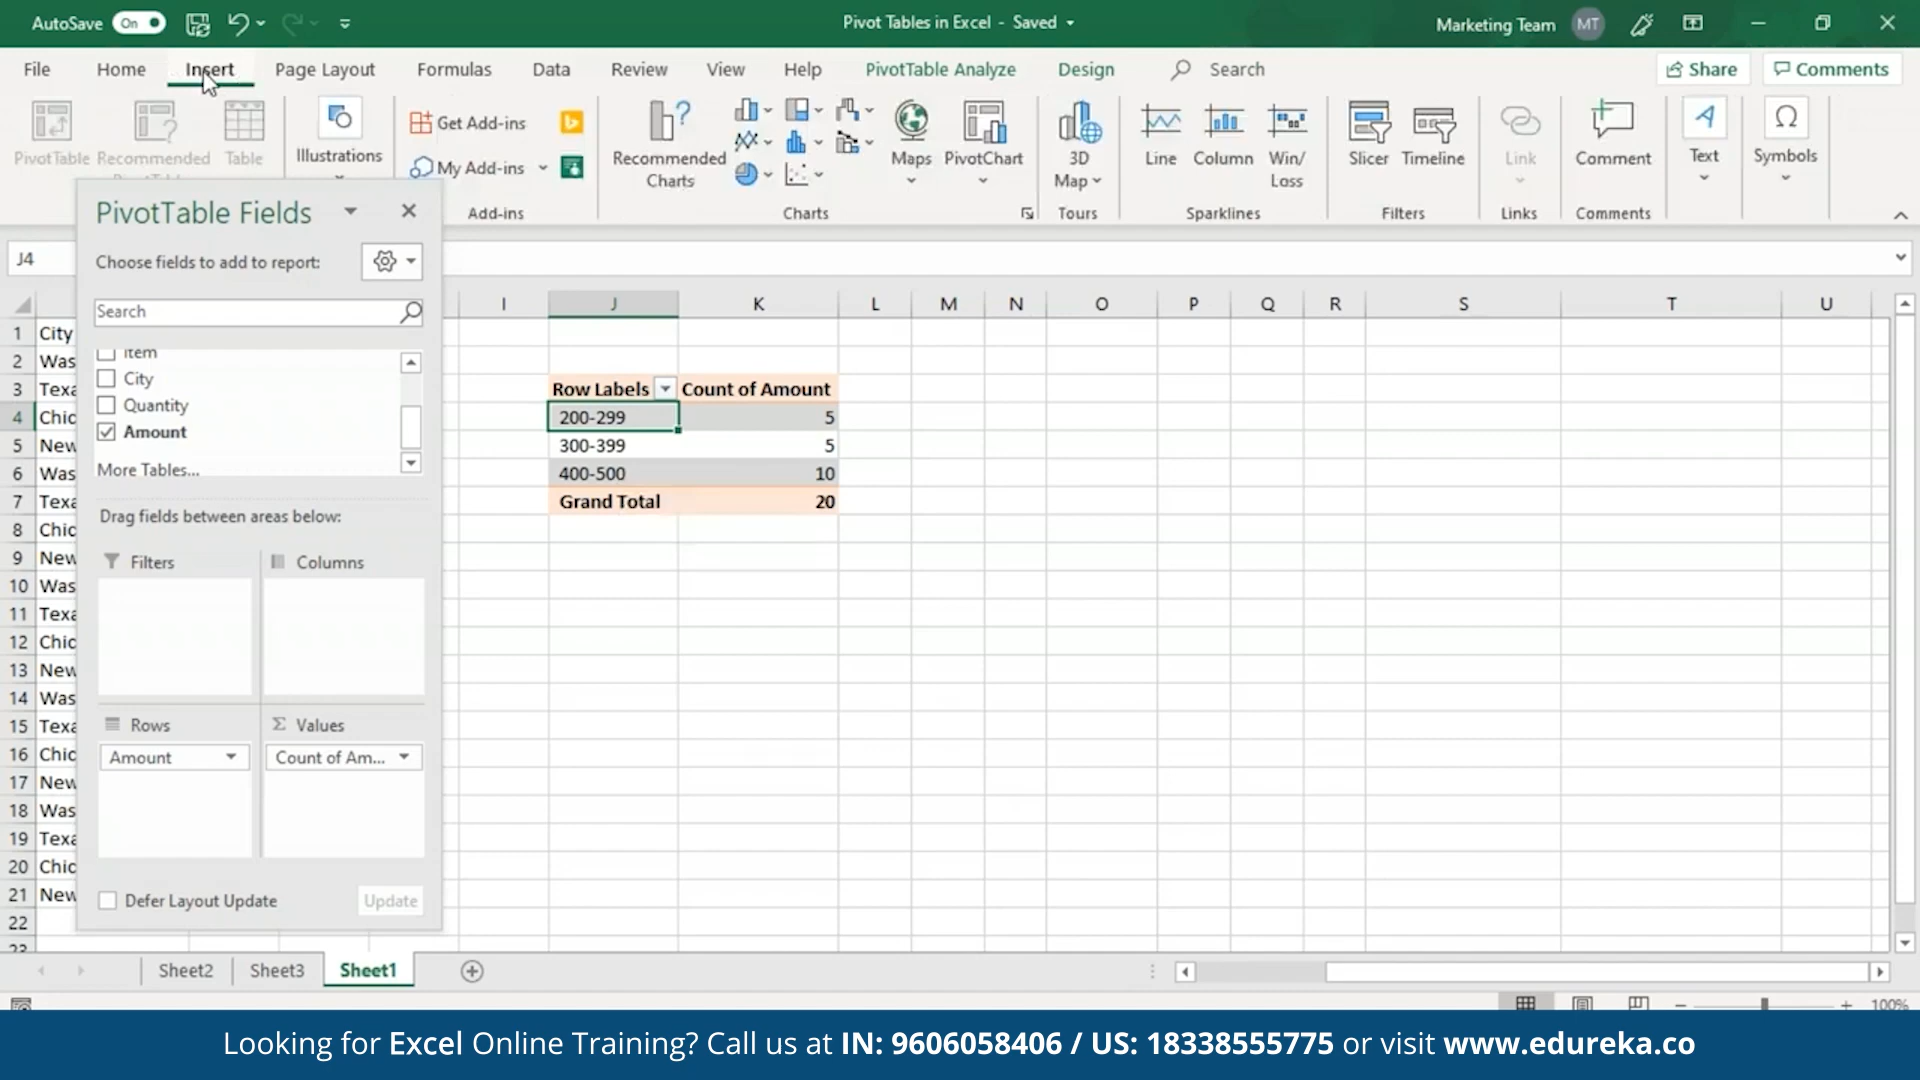 AutoSave On Pivot Tables in Excel - Saved Marketing Team MT
File Home Insert Page Layout Formulas Data Review View Help PivotTable Analyze Design Search Share Comments
PivotTable Recommended Table
Illustrations
Get Add-ins
My Add-ins
Add-ins
Recommended
Charts
Maps PivotChart
Charts
3D
Map
Tours
Line Column Win/
Loss
Sparklines
Slicer Timeline
Filters
Link
Links
Comment
Comments
Text
Symbols
J4
PivotTable Fields
Choose fields to add to report:
Search
Item
City
Quantity
Amount
More Tables...
Drag fields between areas below:
Filters Columns
Rows Values
Amount Count of Am...
Defer Layout Update Update
I J K L M N O P Q R S T U
1 City
2 Was
3 Texa Row Labels Count of Amount
4 Chic 200-299 5
5 New 300-399 5
6 Was 400-500 10
7 Texa Grand Total 20
8 Chic
9 New
10 Was
11 Texa
12 Chic
13 New
14 Was
15 Texa
16 Chic
17 New
18 Was
19 Texa
20 Chic
21 New
22
23
Sheet2 Sheet3 Sheet1
100%
Looking for Excel Online Training? Call us at IN: 9606058406 / US: 18338555775 or visit www.edureka.co